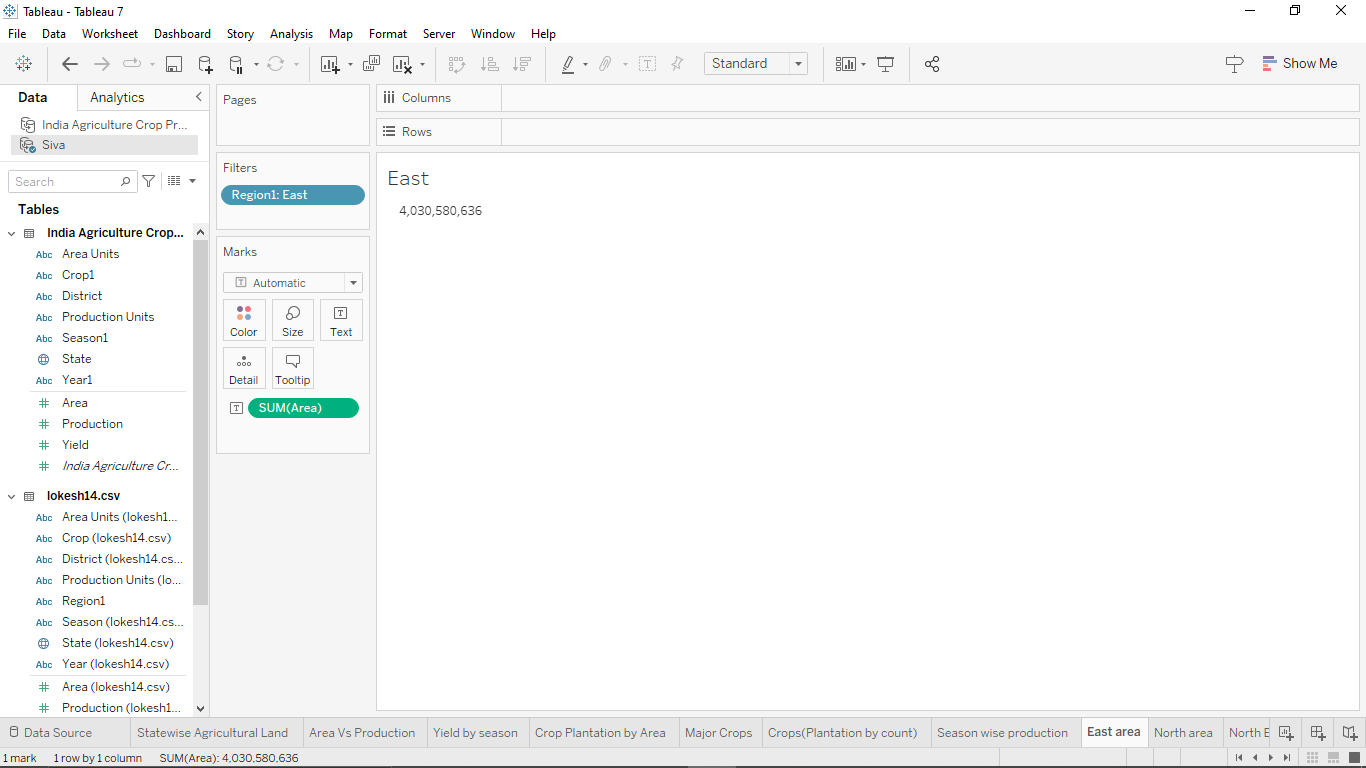 Tableau - Tableau 7
File Data Worksheet Dashboard Story Analysis Map Format Server Window Help
Standard
Show Me
Data Analytics
India Agriculture Crop Pr...
Siva
Search
Tables
India Agriculture Crop...
Abc Area Units
Abc Crop1
Abc District
Abc Production Units
Abc Season1
State
Abc Year1
Area
Production
Yield
India Agriculture Cr...
lokesh14.csv
Abc Area Units (lokesh1...
Abc Crop (lokesh14.csv)
Abc District (lokesh14.cs...
Abc Production Units (lo...
Abc Region1
Abc Season (lokesh14.cs...
State (lokesh14.csv)
Abc Year (lokesh14.csv)
Area (lokesh14.csv)
Production (lokesh1...
Pages
Filters
Region1: East
Marks
T Automatic
Color Size Text
Detail Tooltip
T SUM(Area)
Columns
Rows
East
4,030,580,636
Data Source Statewise Agricultural Land Area Vs Production Yield by season Crop Plantation by Area Major Crops Crops(Plantation by count) Season wise production East area North area North E
1 mark 1 row by 1 column SUM(Area): 4,030,580,636